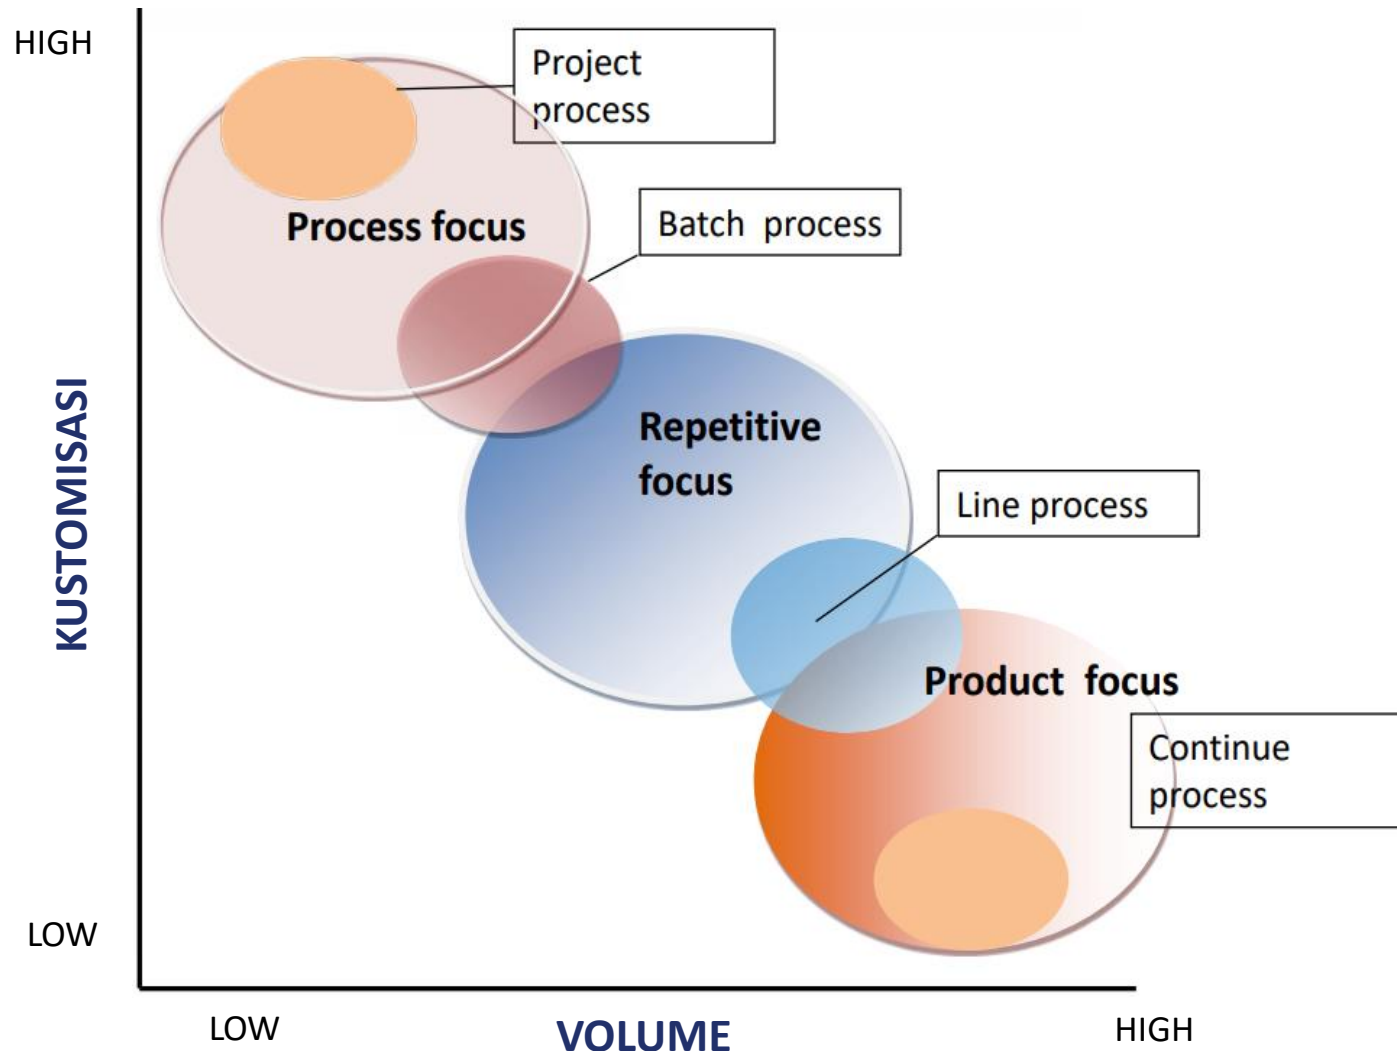 HIGH
Project
process
Process focus
Batch process
Repetitive
focus
KUSTOMISASI
Line process
Product focus
Continue
process
LOW
LOW
VOLUME
HIGH